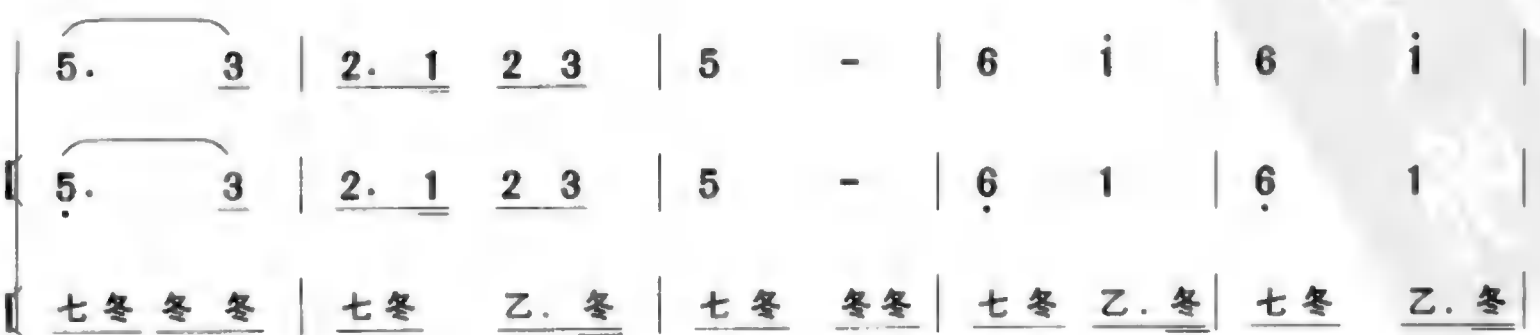 5. 3 | 2. 1 2 3 | 5 - | 6 i | 6 i |
5. 3 | 2. 1 2 3 | 5 - | 6 1 | 6 1 |
七冬 冬冬 | 七冬 乙.冬 | 七冬 冬冬 | 七冬 乙.冬 | 七冬 乙.冬 |